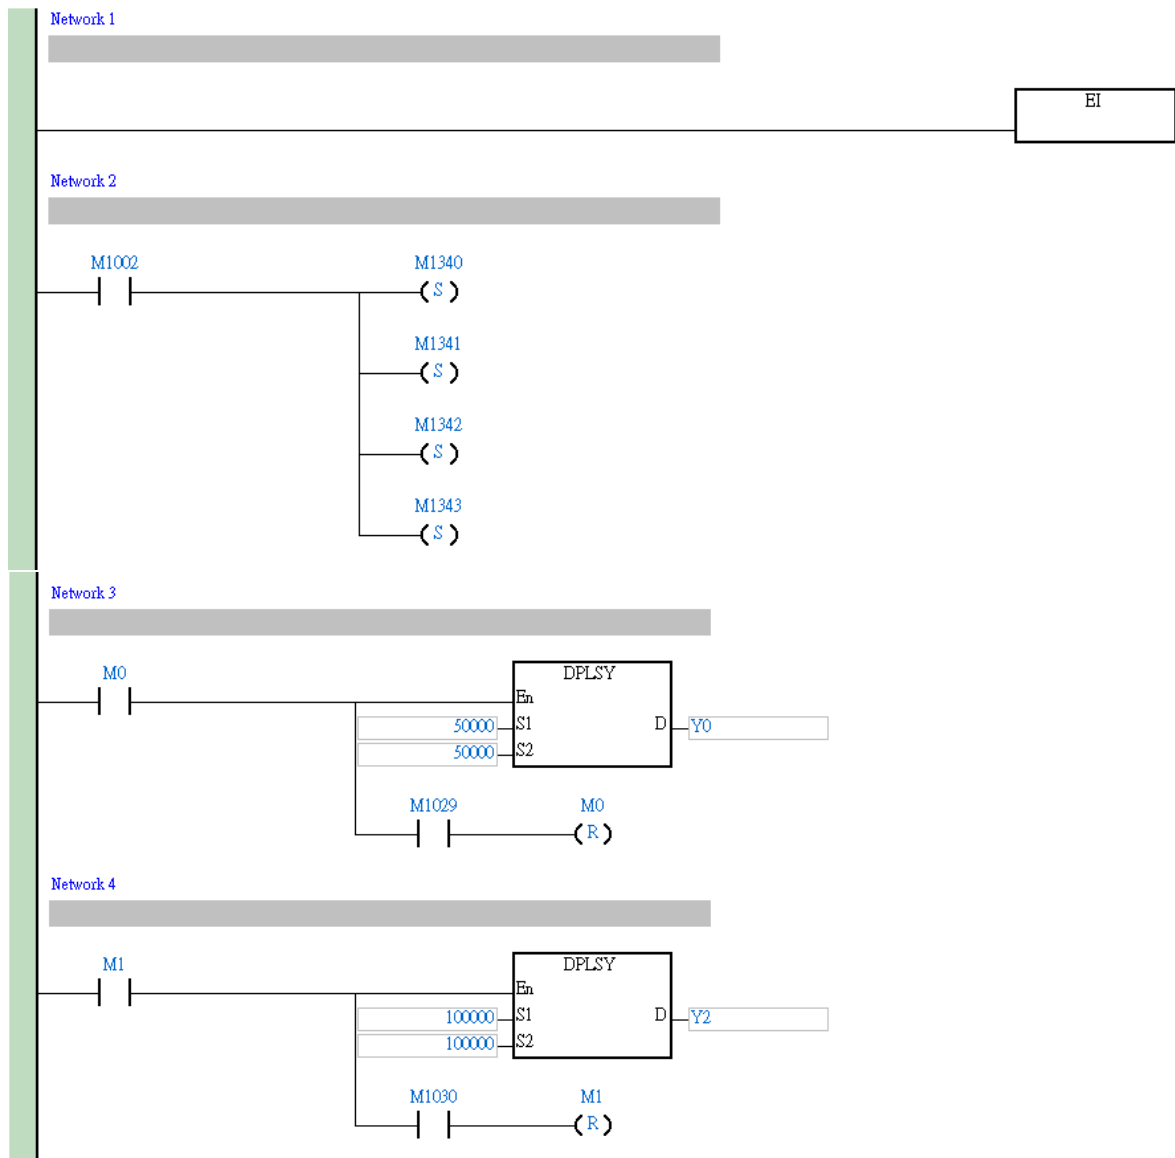 Network 1
EI
Network 2
M1002 M1340
S
M1341
S
M1342
S
M1343
S
Network 3
M0 DPLSY
En
50000 S1 D Y0
50000 S2
M1029 M0
R
Network 4
M1 DPLSY
En
100000 S1 D Y2
100000 S2
M1030 M1
R